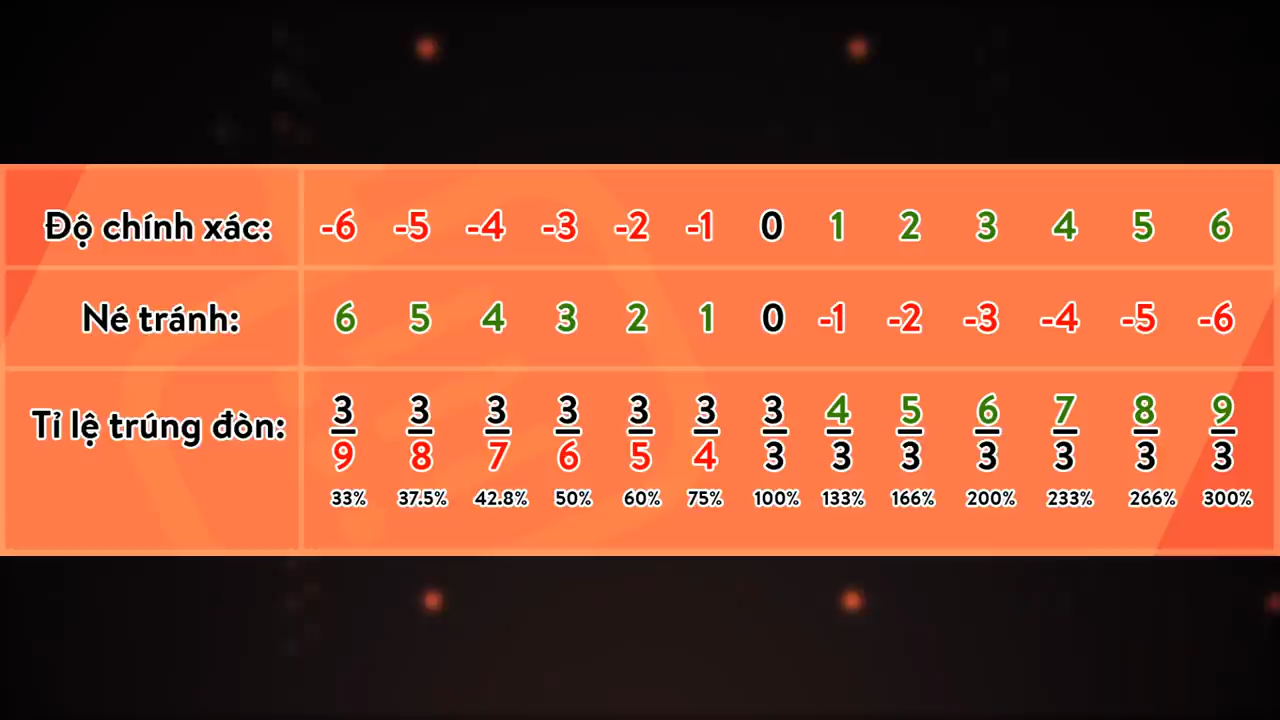 Độ chính xác: -6 -5 -4 -3 -2 -1 0 1 2 3 4 5 6
Né tránh: 6 5 4 3 2 1 0 -1 -2 -3 -4 -5 -6
Tỉ lệ trúng đòn: 3/9 3/8 3/7 3/6 3/5 3/4 3/3 4/3 5/3 6/3 7/3 8/3 9/3
33% 37.5% 42.8% 50% 60% 75% 100% 133% 166% 200% 233% 266% 300%